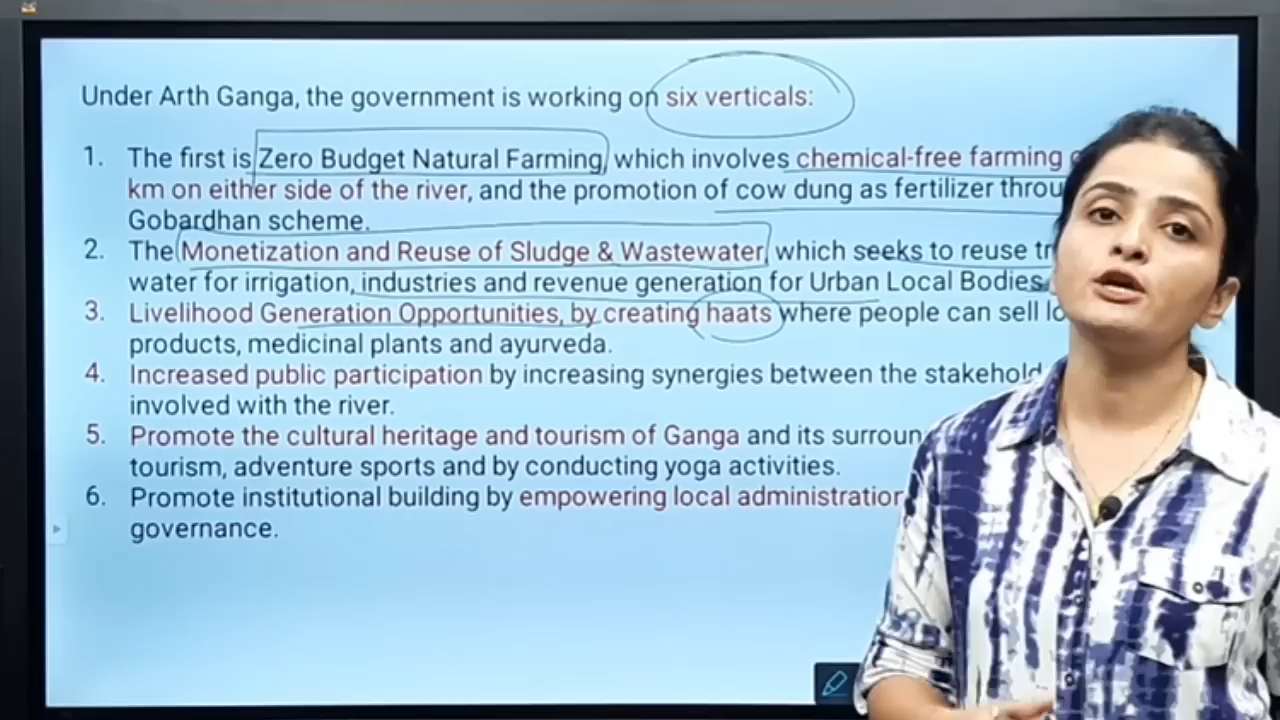 Under Arth Ganga, the government is working on six verticals:
1. The first is Zero Budget Natural Farming, which involves chemical-free farming
km on either side of the river, and the promotion of cow dung as fertilizer
Gobardhan scheme.
2. The Monetization and Reuse of Sludge & Wastewater, which seeks to reuse
water for irrigation, industries and revenue generation for Urban Local Bodies
3. Livelihood Generation Opportunities, by creating haats where people can sell
products, medicinal plants and ayurveda.
4. Increased public participation by increasing synergies between the
involved with the river.
5. Promote the cultural heritage and tourism of Ganga and its
tourism, adventure sports and by conducting yoga activities.
6. Promote institutional building by empowering local
governance.